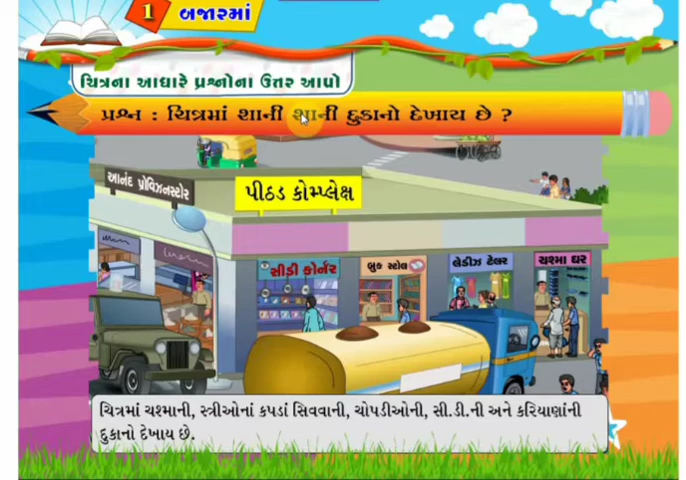 1 બજારમાં
ચિત્રના આધારે પ્રશ્નોના ઉત્તર આપો
પ્રશ્ન : ચિત્રમાં શાની શાની દુકાનો દેખાય છે ?
આનંદ પ્રોવિઝનસ્ટોર
પીઠડ કોમ્પ્લેક્ષ
સીડી કોર્નર
બુક સ્ટોલ
લેડીઝ ટેલર
ચશ્મા ઘર
ચિત્રમાં ચશ્માની, સ્ત્રીઓનાં કપડાં સિવવાની, ચોપડીઓની, સી.ડી.ની અને કરિયાણાંની
દુકાનો દેખાય છે.